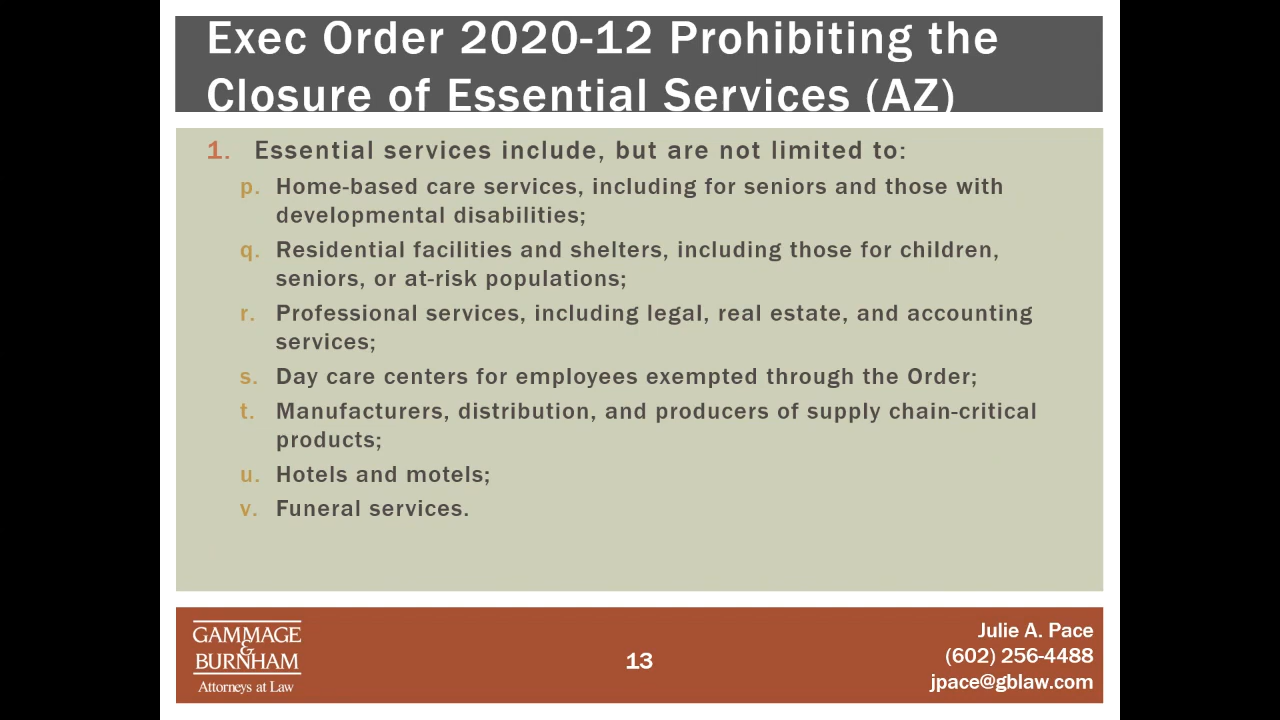 Exec Order 2020-12 Prohibiting the
Closure of Essential Services (AZ)
1. Essential services include, but are not limited to:
p. Home-based care services, including for seniors and those with
developmental disabilities;
q. Residential facilities and shelters, including those for children,
seniors, or at-risk populations;
r. Professional services, including legal, real estate, and accounting
services;
s. Day care centers for employees exempted through the Order;
t. Manufacturers, distribution, and producers of supply chain-critical
products;
u. Hotels and motels;
v. Funeral services.
GAMMAGE
&
BURNHAM
Attorneys at Law
13
Julie A. Pace
(602) 256-4488
jpace@gblaw.com